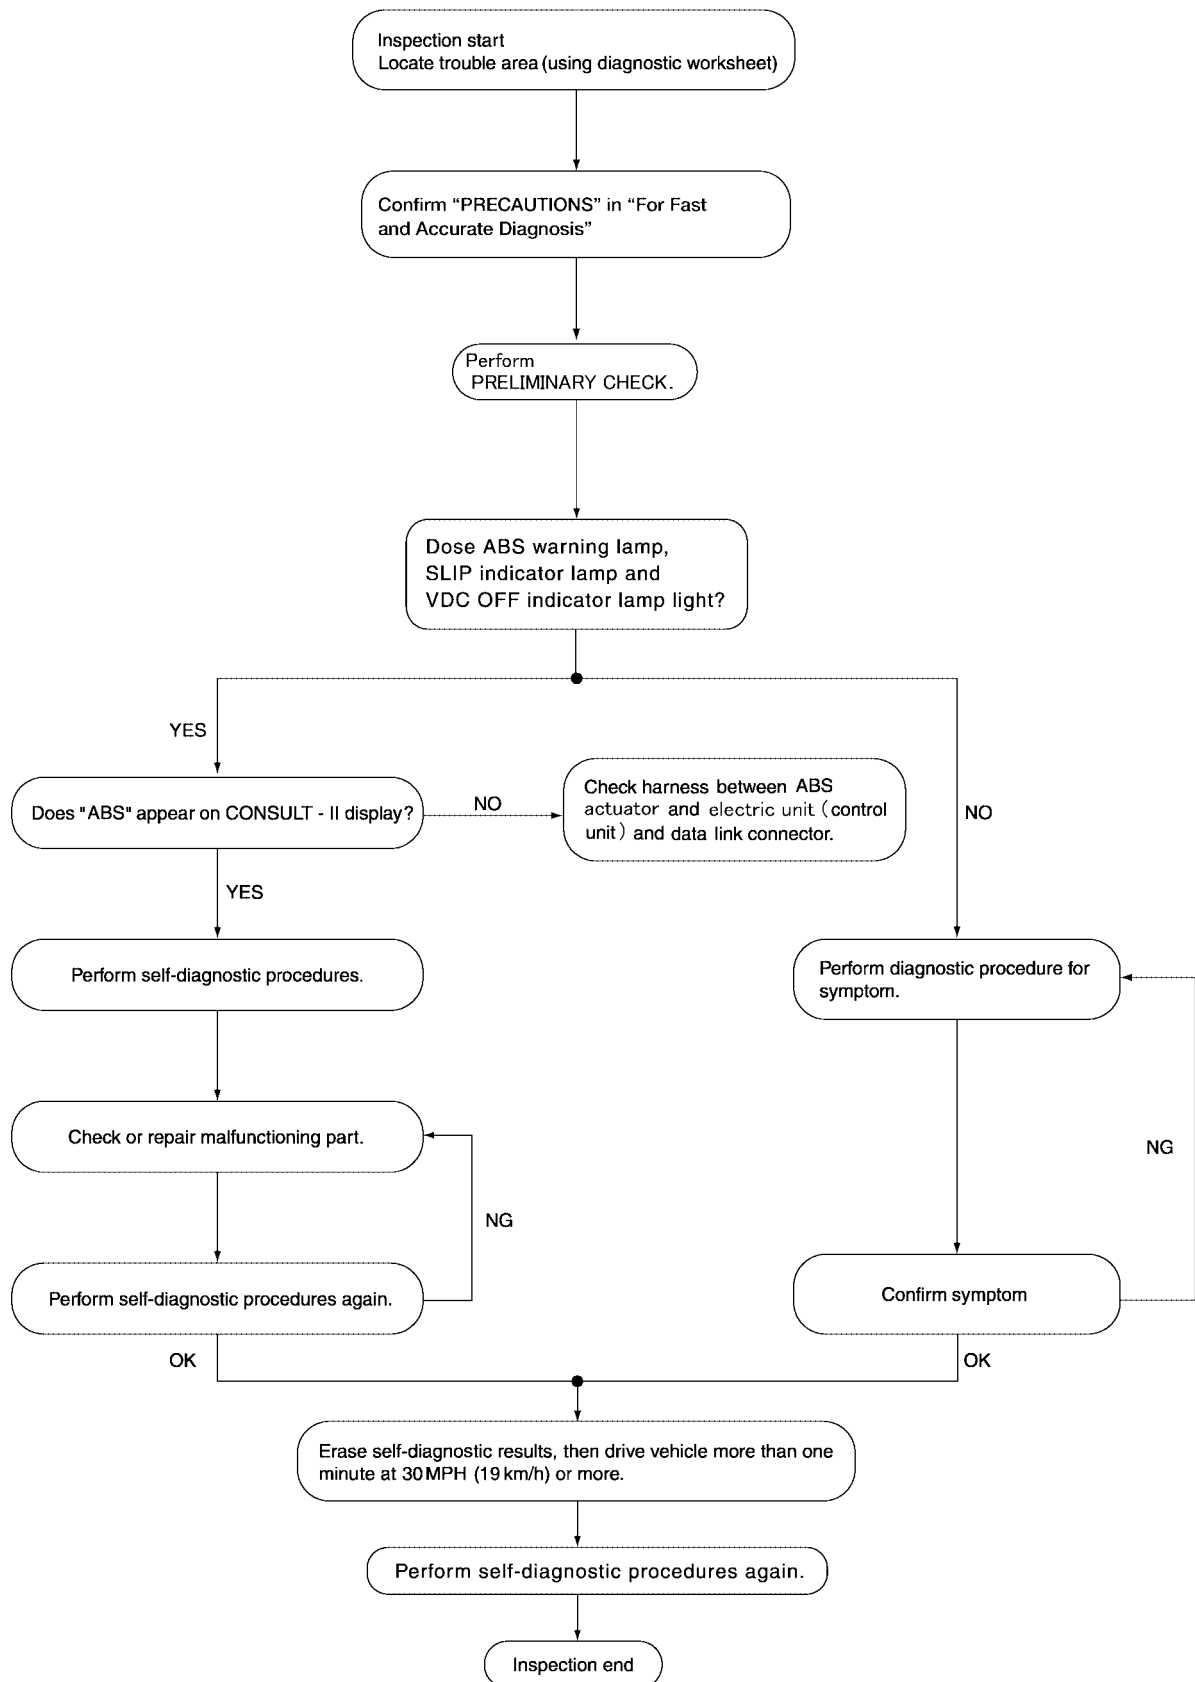 Inspection start
Locate trouble area (using diagnostic worksheet)
Confirm “PRECAUTIONS” in “For Fast
and Accurate Diagnosis”
Perform
PRELIMINARY CHECK.
Dose ABS warning lamp,
SLIP indicator lamp and
VDC OFF indicator lamp light?
YES
NO
Does "ABS" appear on CONSULT - II display?
NO
Check harness between ABS
actuator and electric unit (control
unit) and data link connector.
YES
Perform self-diagnostic procedures.
Perform diagnostic procedure for
symptom.
Check or repair malfunctioning part.
NG
NG
Perform self-diagnostic procedures again.
Confirm symptom
OK
OK
Erase self-diagnostic results, then drive vehicle more than one
minute at 30 MPH (19 km/h) or more.
Perform self-diagnostic procedures again.
Inspection end